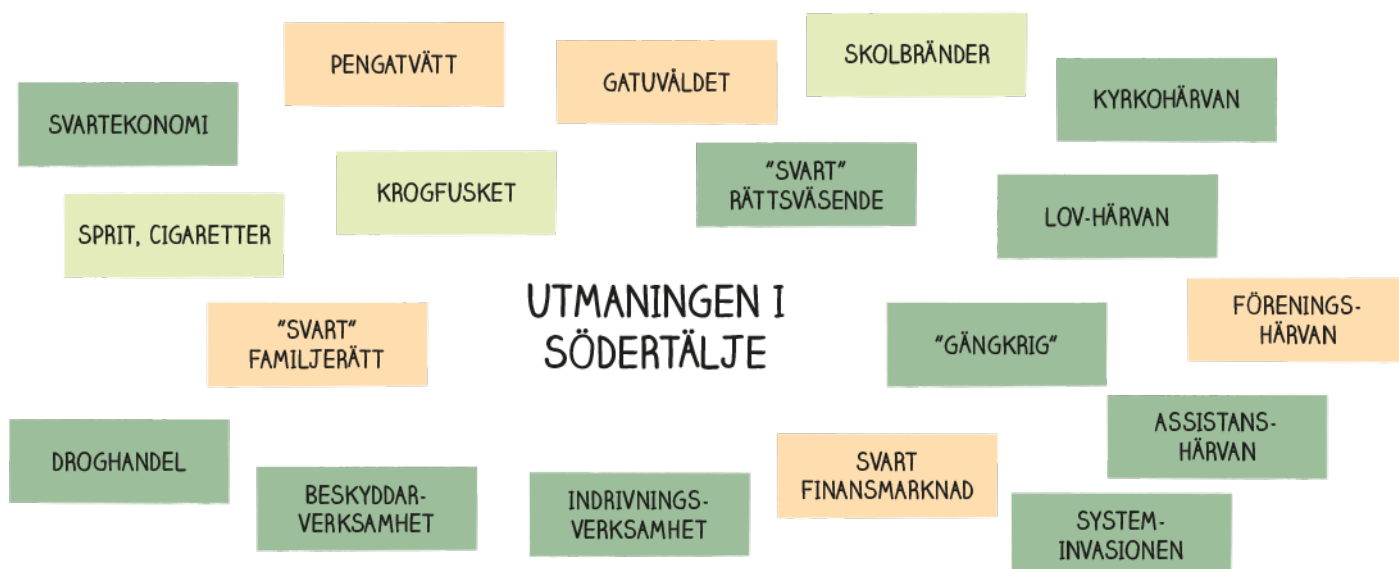 PENGATVÄTT
GATUVÅLDET
SKOLBRÄNDER
KYRKOHÄRVAN
SVARTEKONOMI
KROGFUSKET
"SVART"
RÄTTSVÄSENDE
LOV-HÄRVAN
SPRIT, CIGARETTER
"SVART"
FAMILJERÄTT
UTMANINGEN I
SÖDERTÄLJE
"GÄNGKRIG"
FÖRENINGS-
HÄRVAN
DROGHANDEL
BESKYDDAR-
VERKSAMHET
INDRIVNINGS-
VERKSAMHET
SVART
FINANSMARKNAD
ASSISTANS-
HÄRVAN
SYSTEM-
INVASIONEN